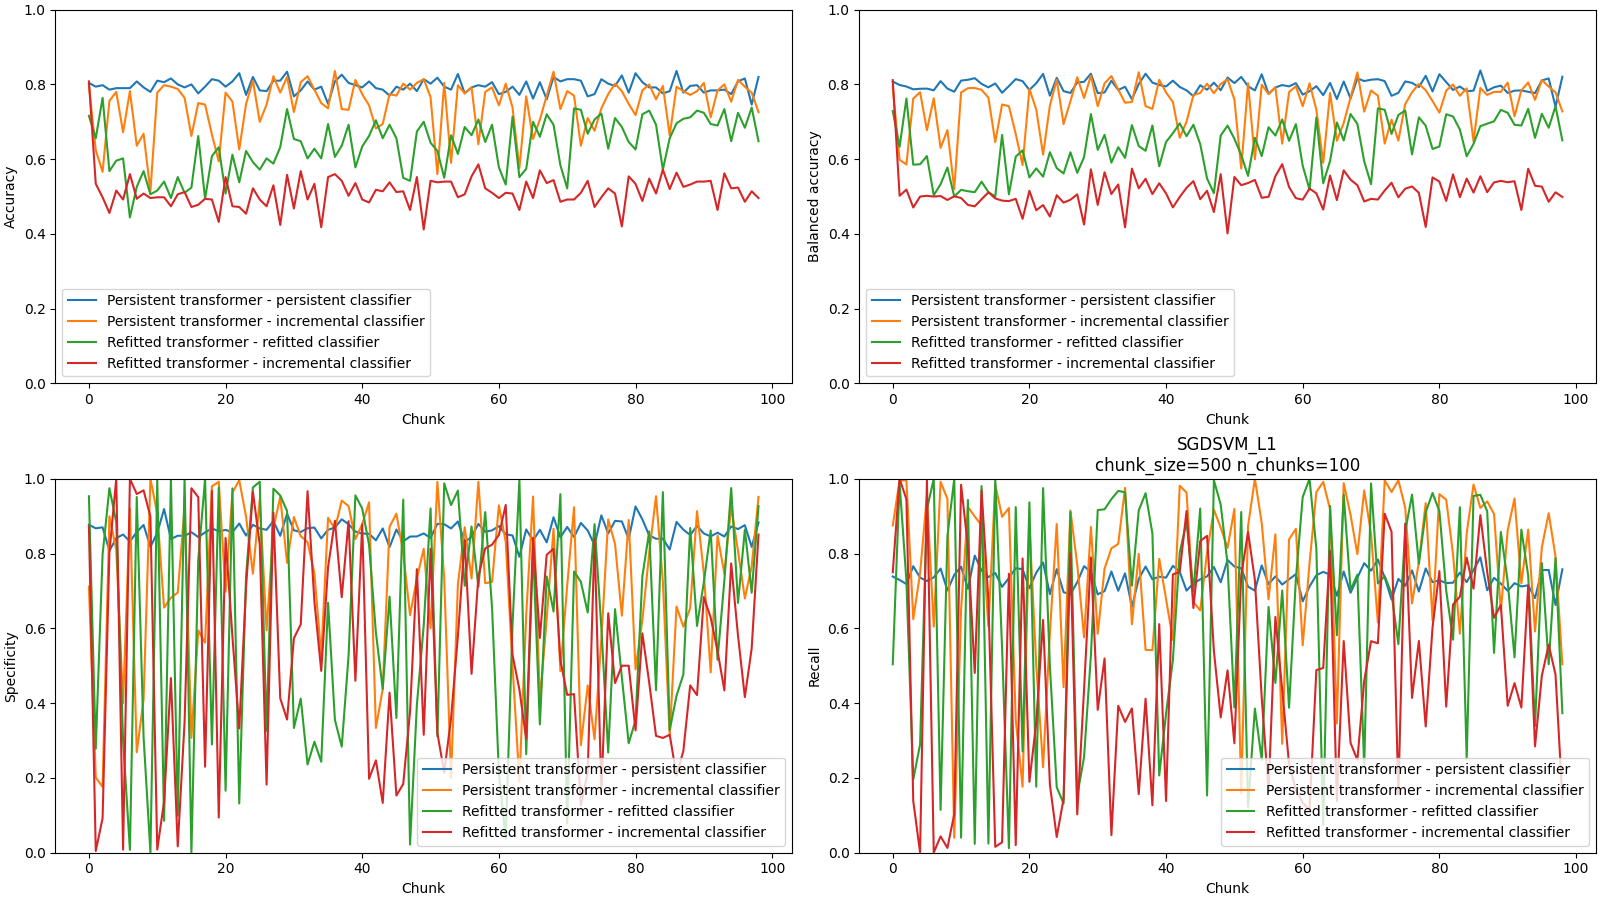 1.0
0.8
0.6
0.4
0.2
0.0
Accuracy
Persistent transformer - persistent classifier
Persistent transformer - incremental classifier
Refitted transformer - refitted classifier
Refitted transformer - incremental classifier
0 20 40 60 80 100
Chunk
1.0
0.8
0.6
0.4
0.2
0.0
Balanced accuracy
Persistent transformer - persistent classifier
Persistent transformer - incremental classifier
Refitted transformer - refitted classifier
Refitted transformer - incremental classifier
0 20 40 60 80 100
Chunk
1.0
0.8
0.6
0.4
0.2
0.0
Specificity
Persistent transformer - persistent classifier
Persistent transformer - incremental classifier
Refitted transformer - refitted classifier
Refitted transformer - incremental classifier
0 20 40 60 80 100
Chunk
SGDSVM_L1
chunk_size=500 n_chunks=100
1.0
0.8
0.6
0.4
0.2
0.0
Recall
Persistent transformer - persistent classifier
Persistent transformer - incremental classifier
Refitted transformer - refitted classifier
Refitted transformer - incremental classifier
0 20 40 60 80 100
Chunk